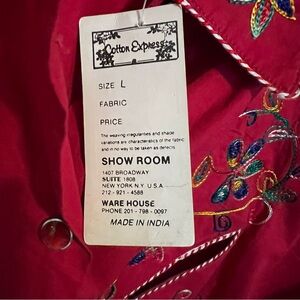 Cotton Express
SIZE L
FABRIC
PRICE
The weaving irregularities and shade
variations are characteristics of the fabric
and in no way to be taken as defects
SHOW ROOM
1407 BROADWAY
SUITE 1808
NEW YORK N.Y. U.S.A
212 - 921 - 4588
WARE HOUSE
PHONE 201 - 798 - 0097
MADE IN INDIA